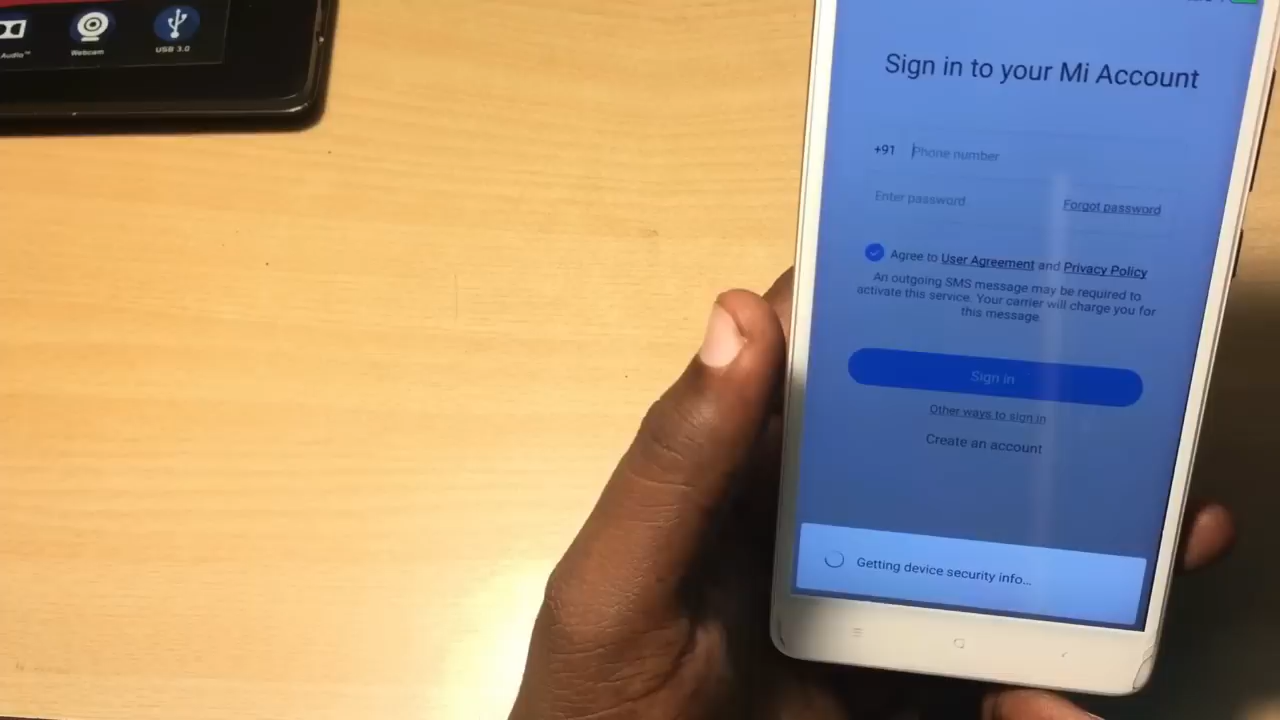 Audio™
Webcam
USB 3.0
Sign in to your Mi Account
+91 Phone number
Enter password
Forgot password
Agree to User Agreement and Privacy Policy
An outgoing SMS message may be required to
activate this service. Your carrier will charge you for
this message
Sign in
Other ways to sign in
Create an account
Getting device security info...